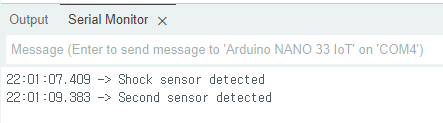 Output Serial Monitor ×
Message (Enter to send message to 'Arduino NANO 33 IoT' on 'COM4')
22:01:07.409 -> Shock sensor detected
22:01:09.383 -> Second sensor detected